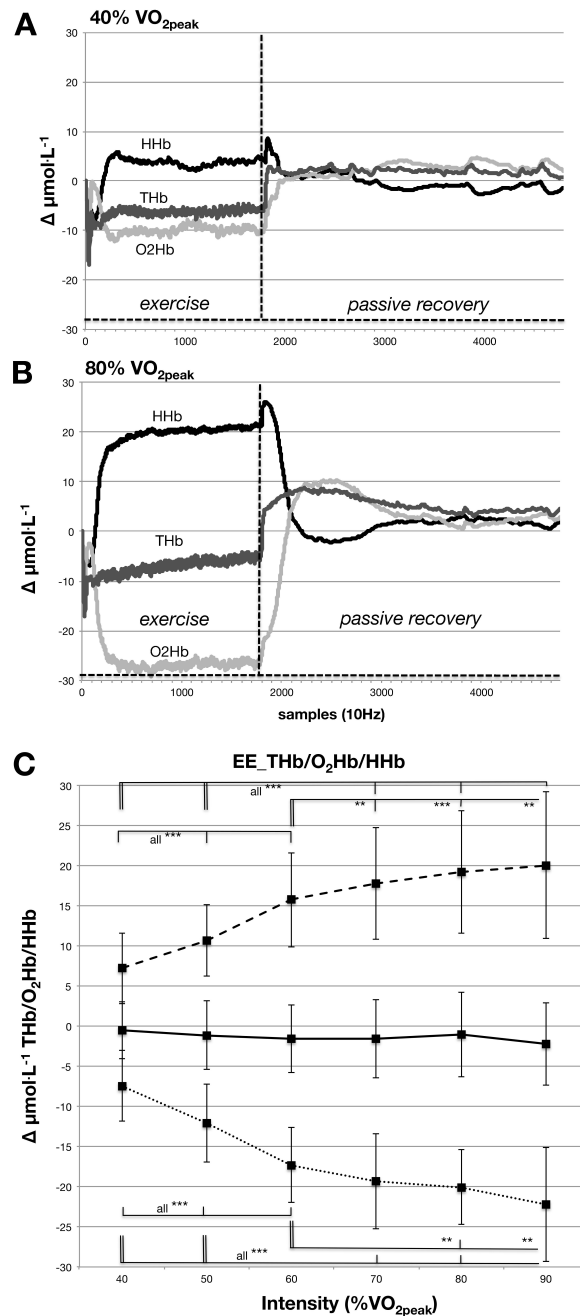 A
40% VO2peak
30
20
10
0
-10
-20
-30
Δ µmol·L-1
HHb
THb
O2Hb
exercise
passive recovery
0
1000
2000
3000
4000
B
80% VO2peak
30
20
10
0
-10
-20
-30
Δ µmol·L-1
HHb
THb
O2Hb
exercise
passive recovery
0
1000
2000
3000
4000
samples (10Hz)
C
EE_THb/O2Hb/HHb
30
25
20
15
10
5
0
-5
-10
-15
-20
-25
-30
Δ µmol·L-1 THb/O2Hb/HHb
all ***
** *** **
all ***
all ***
** **
all ***
40 50 60 70 80 90
Intensity (%VO2peak)